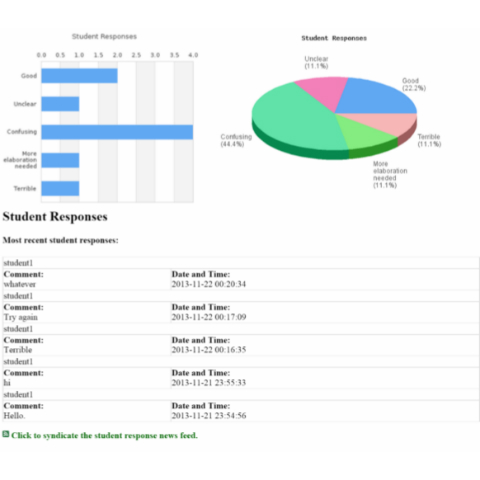 Student Responses
0.0 0.5 1.0 1.5 2.0 2.5 3.0 3.5 4.0
Good
Unclear
Confusing
More
elaboration
needed
Terrible
Student Responses
Unclear
(11.1%)
Good
(22.2%)
Confusing
(44.4%)
Terrible
(11.1%)
More
elaboration
needed
(11.1%)
Student Responses
Most recent student responses:
student1
Comment: Date and Time:
whatever 2013-11-22 00:20:34
student1
Comment: Date and Time:
Try again 2013-11-22 00:17:09
student1
Comment: Date and Time:
Terrible 2013-11-22 00:16:35
student1
Comment: Date and Time:
hi 2013-11-21 23:55:33
student1
Comment: Date and Time:
Hello. 2013-11-21 23:54:56
Click to syndicate the student response news feed.